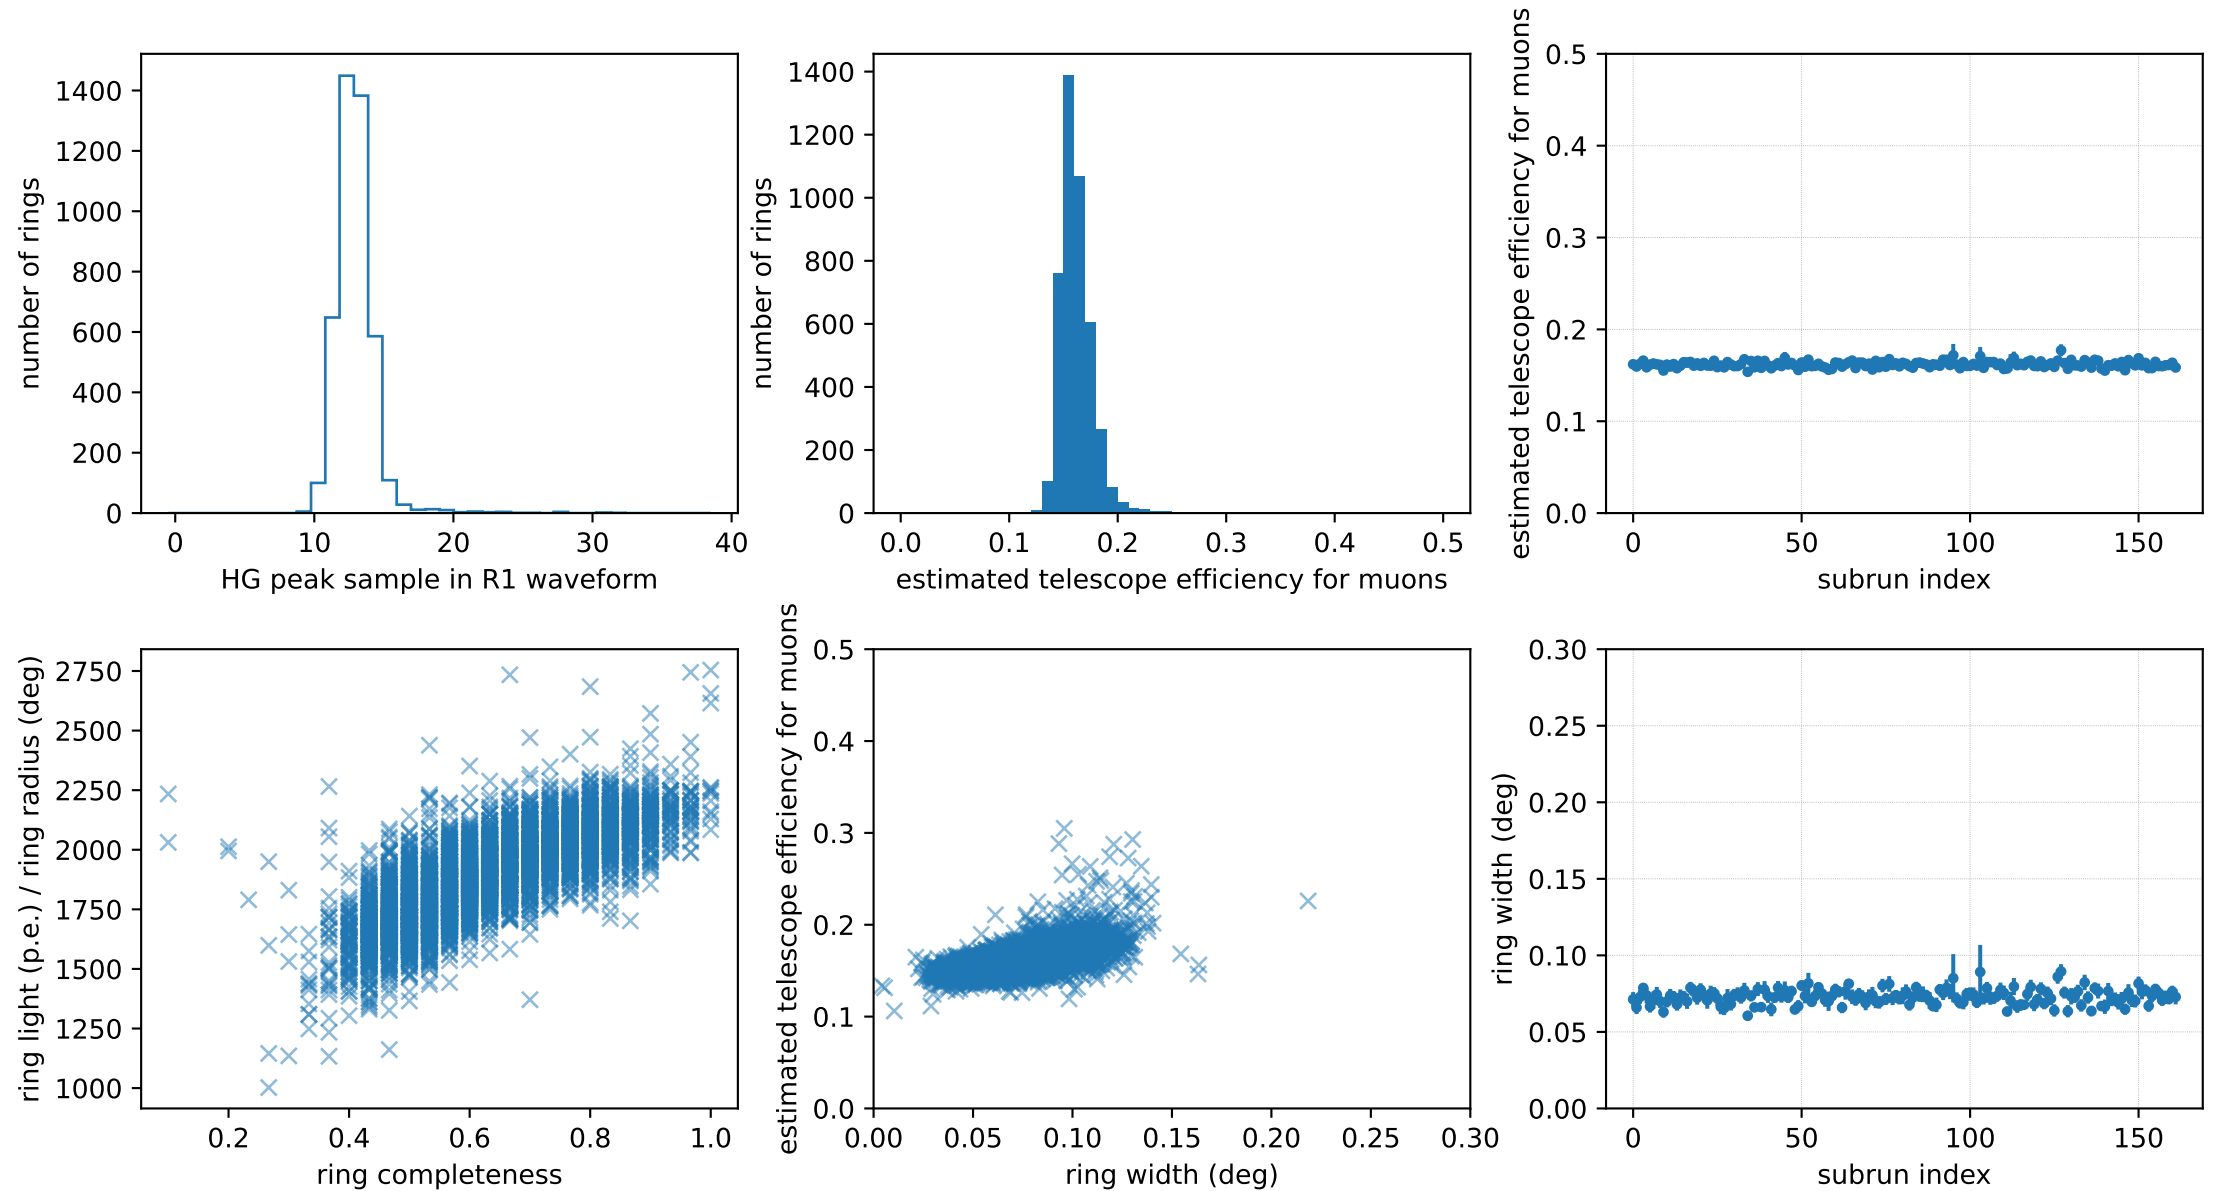 number of rings
1400
1200
1000
800
600
400
200
0
0 10 20 30 40
HG peak sample in R1 waveform
number of rings
1400
1200
1000
800
600
400
200
0
0.0 0.1 0.2 0.3 0.4 0.5
estimated telescope efficiency for muons
estimated telescope efficiency for muons
0.5
0.4
0.3
0.2
0.1
0.0
0 50 100 150
subrun index
ring light (p.e.) / ring radius (deg)
2750
2500
2250
2000
1750
1500
1250
1000
0.2 0.4 0.6 0.8 1.0
ring completeness
estimated telescope efficiency for muons
0.5
0.4
0.3
0.2
0.1
0.0
0.00 0.05 0.10 0.15 0.20 0.25 0.30
ring width (deg)
ring width (deg)
0.30
0.25
0.20
0.15
0.10
0.05
0.00
0 50 100 150
subrun index